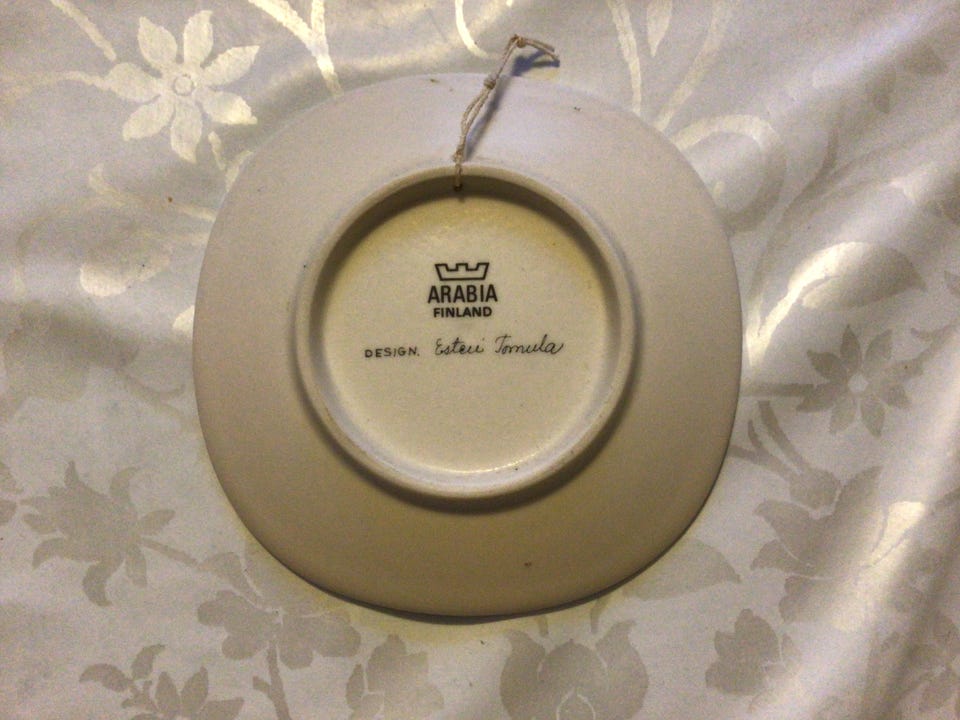 ARABIA
FINLAND
DESIGN. Esteri Tomula